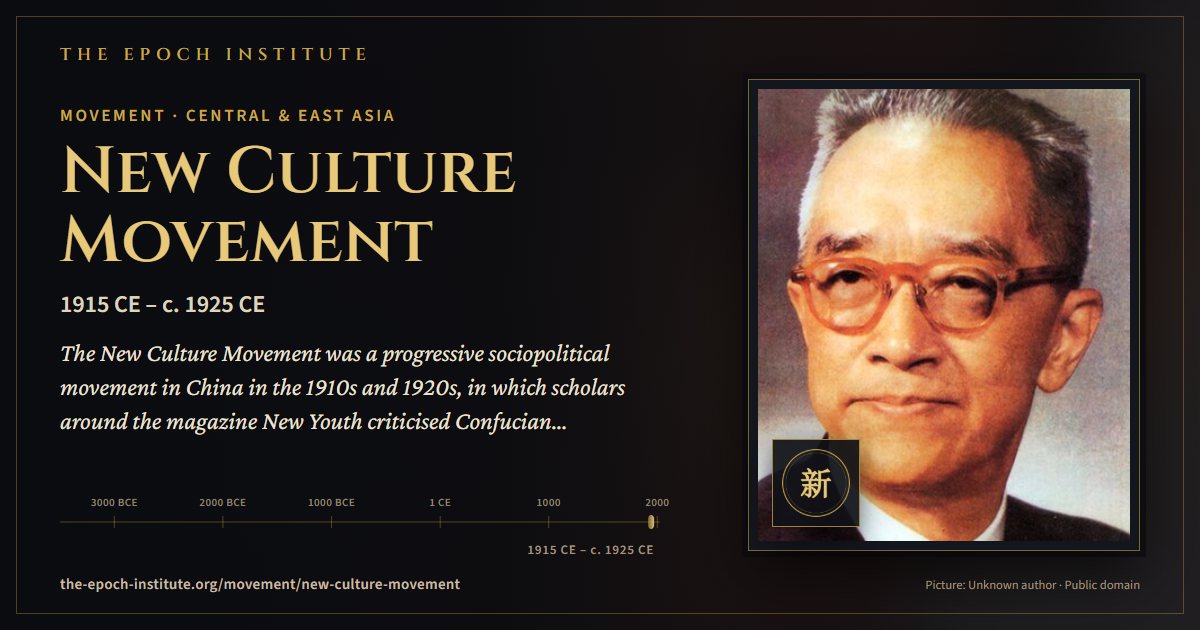 THE EPOCH INSTITUTE
MOVEMENT · CENTRAL & EAST ASIA
NEW CULTURE
MOVEMENT
1915 CE – c. 1925 CE
The New Culture Movement was a progressive sociopolitical
movement in China in the 1910s and 1920s, in which scholars
around the magazine New Youth criticised Confucian...
3000 BCE 2000 BCE 1000 BCE 1 CE 1000 2000
1915 CE – c. 1925 CE
the-epoch-institute.org/movement/new-culture-movement
新
Picture: Unknown author · Public domain